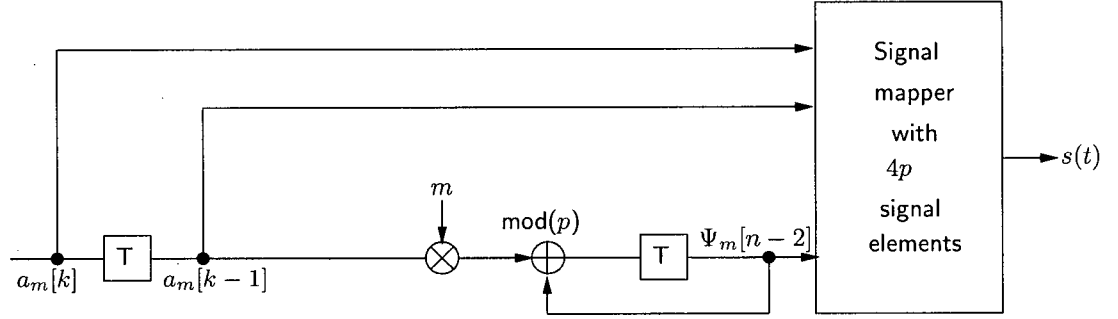 Signal
mapper
with
4p
signal
elements
s(t)
m
mod(p)
T
T
Ψ_m[n − 2]
a_m[k]
a_m[k − 1]